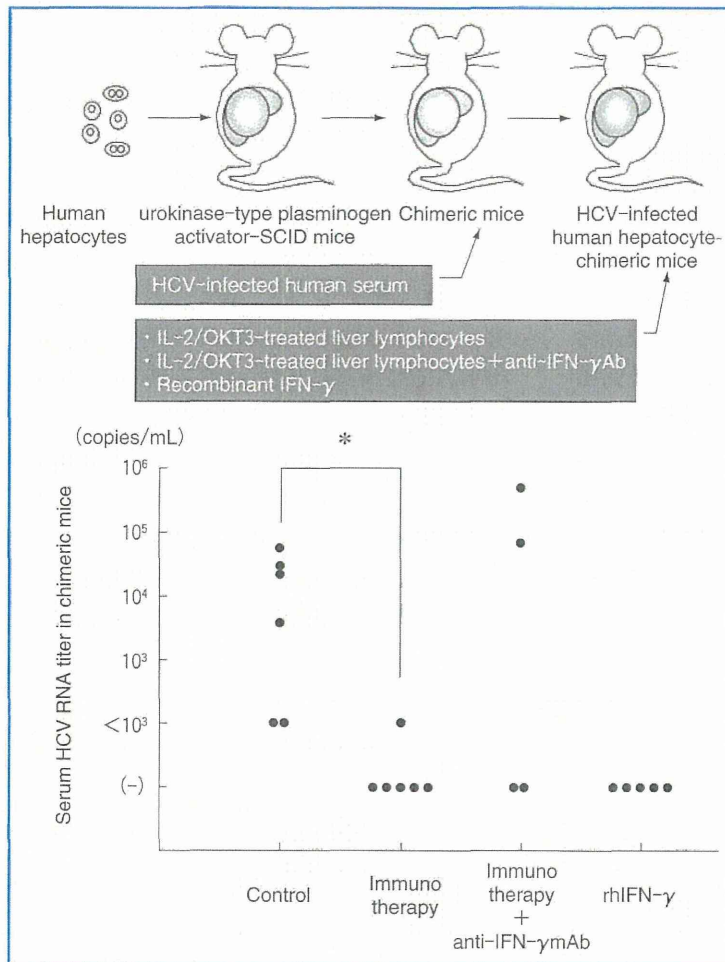 Human
hepatocytes
urokinase-type plasminogen
activator-SCID mice
Chimeric mice
HCV-infected
human hepatocyte-
chimeric mice
HCV-infected human serum
・IL-2/OKT3-treated liver lymphocytes
・IL-2/OKT3-treated liver lymphocytes+anti-IFN-γAb
・Recombinant IFN-γ
(copies/mL)
*
10⁶
10⁵
10⁴
10³
<10³
(-)
Serum HCV RNA titer in chimeric mice
Control
Immuno
therapy
Immuno
therapy
+
anti-IFN-γmAb
rhIFN-γ